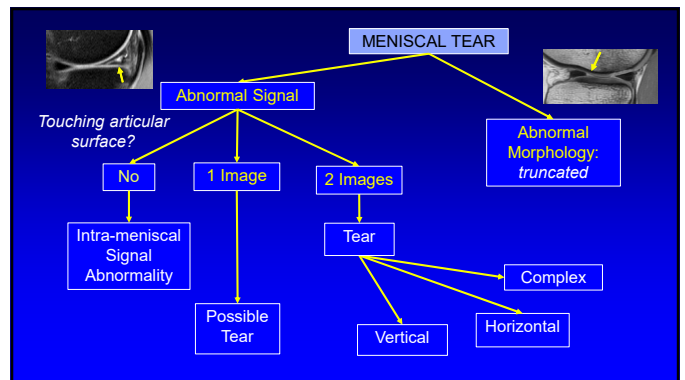 MENISCAL TEAR
Abnormal Signal
Touching articular
surface?
Abnormal
Morphology:
truncated
No
1 Image
2 Images
Intra-meniscal
Signal
Abnormality
Tear
Complex
Possible
Tear
Vertical
Horizontal